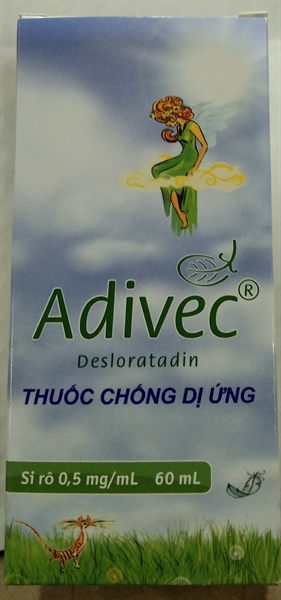 Adivec®
Desloratadin
THUỐC CHỐNG DỊ ỨNG
Si rô 0,5 mg/mL 60 mL